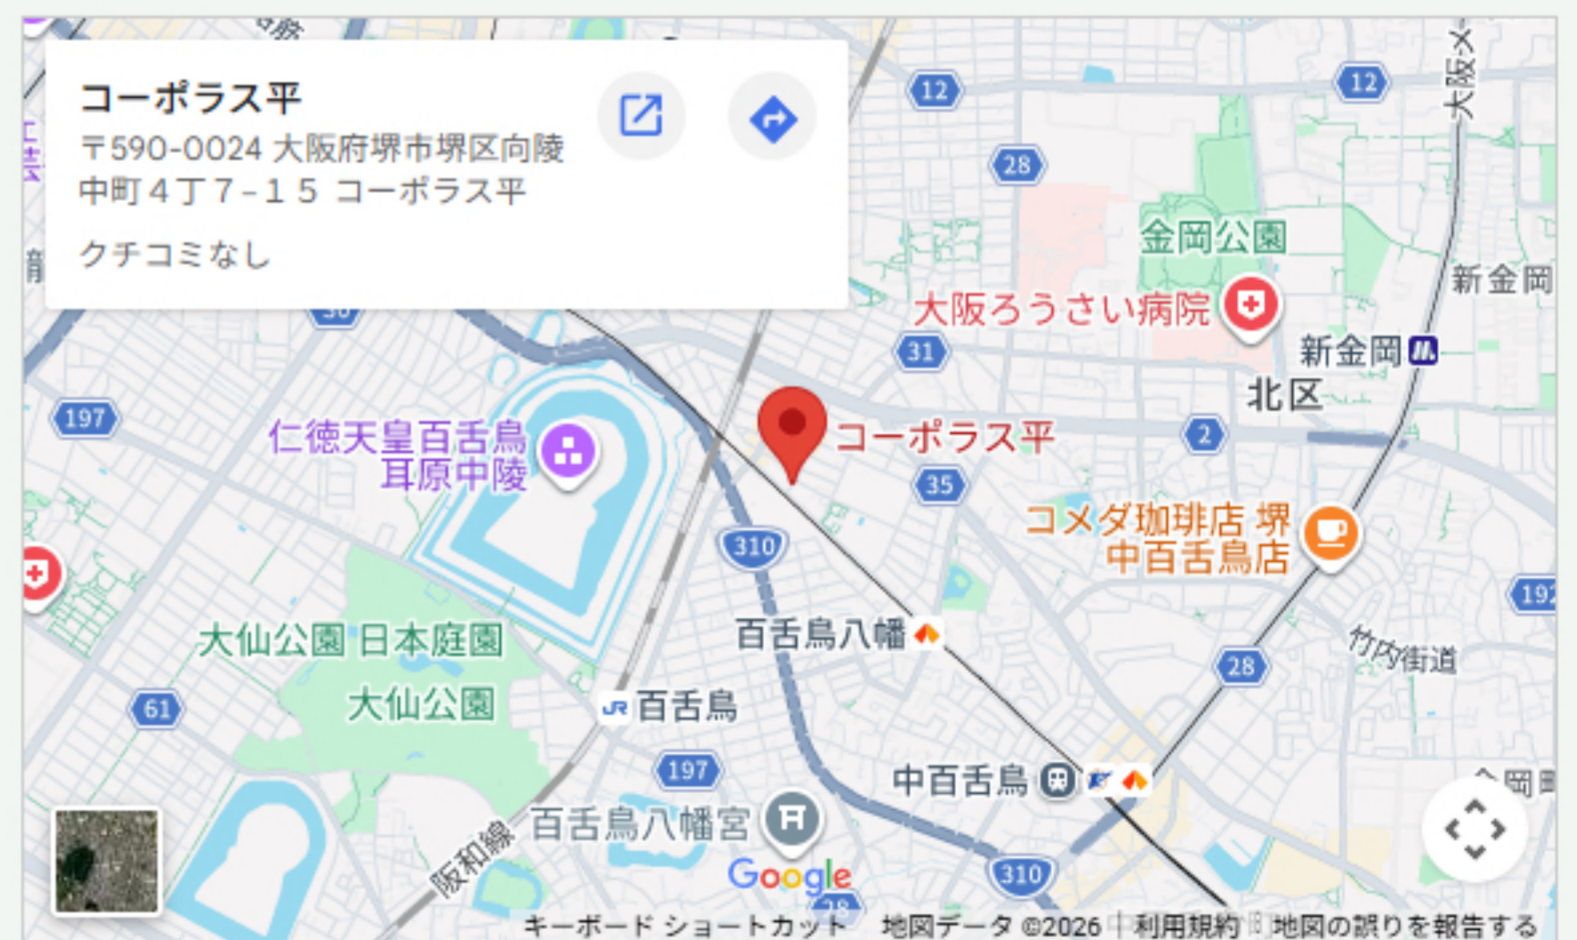 コーポラス平
〒590-0024 大阪府堺市堺区向陵
中町４丁７−１５ コーポラス平
クチコミなし
12
12
大阪メ
28
金岡公園
新金岡
大阪ろうさい病院
30
31
新金岡
北区
197
仁徳天皇百舌鳥
耳原中陵
コーポラス平
2
35
コメダ珈琲店 堺
中百舌鳥店
310
192
大仙公園 日本庭園
百舌鳥八幡
竹内街道
28
大仙公園
61
JR 百舌鳥
197
中百舌鳥
百舌鳥八幡宮
阪和線
Google
310
28
キーボード ショートカット
地図データ ©2026
利用規約
地図の誤りを報告する